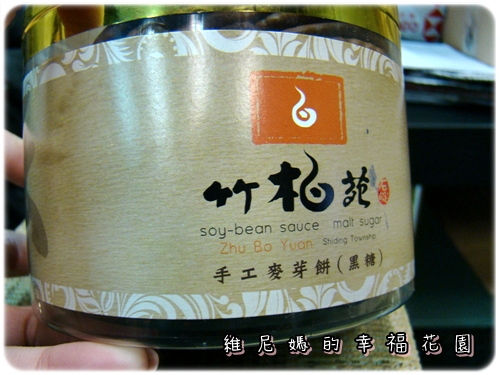 竹柏苑
soy-bean sauce malt sugar
Zhu Bo Yuan Shiding Township
手工麥芽餅(黑糖)
維尼媽的幸福花園